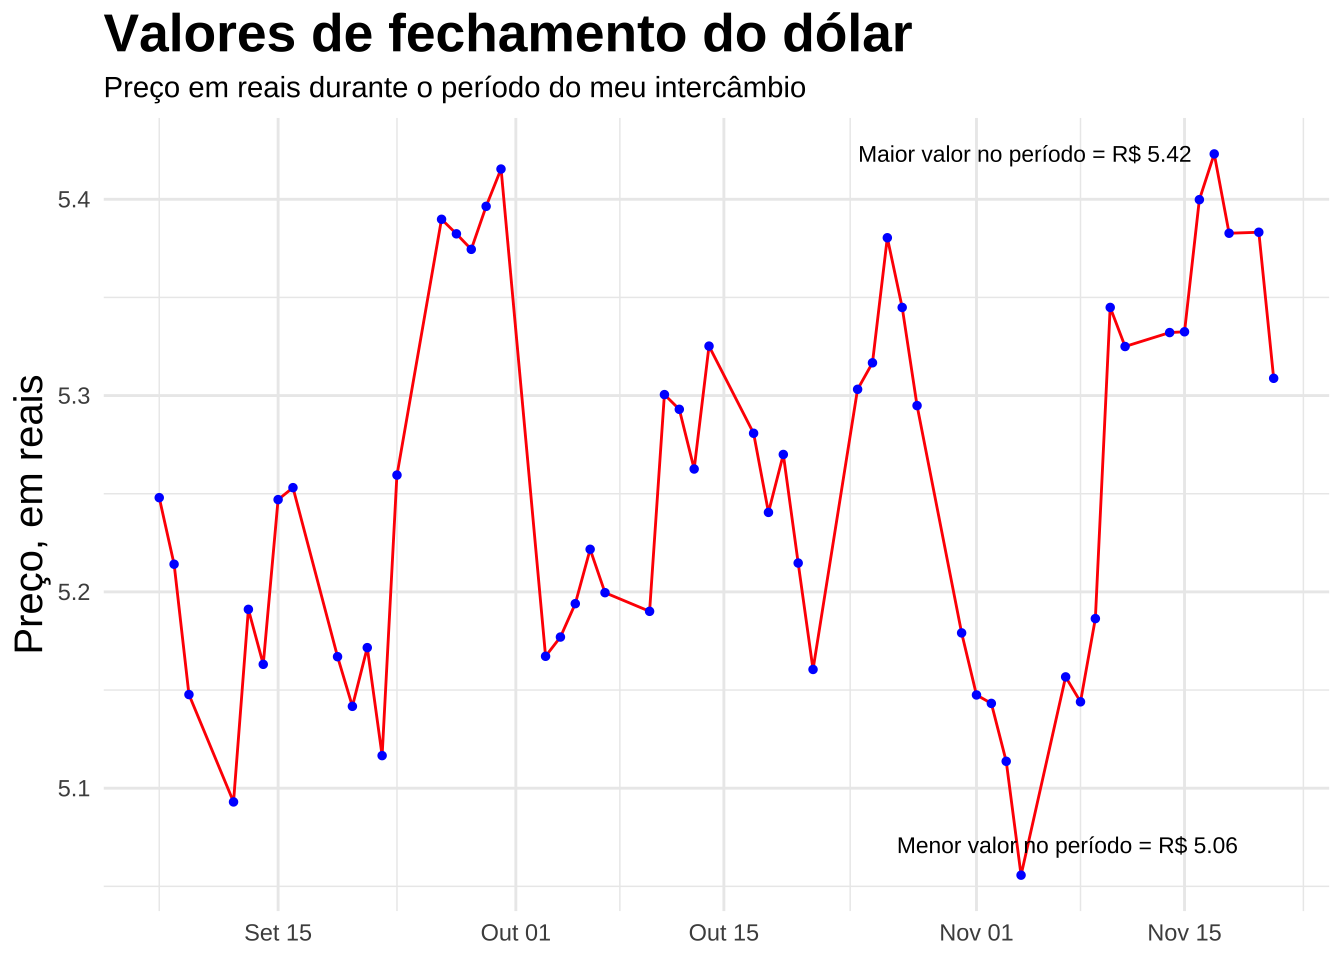 Valores de fechamento do dólar
Preço em reais durante o período do meu intercâmbio
Maior valor no período = R$ 5.42
5.4
5.3
5.2
5.1
Preço, em reais
Menor valor no período = R$ 5.06
Set 15
Out 01
Out 15
Nov 01
Nov 15